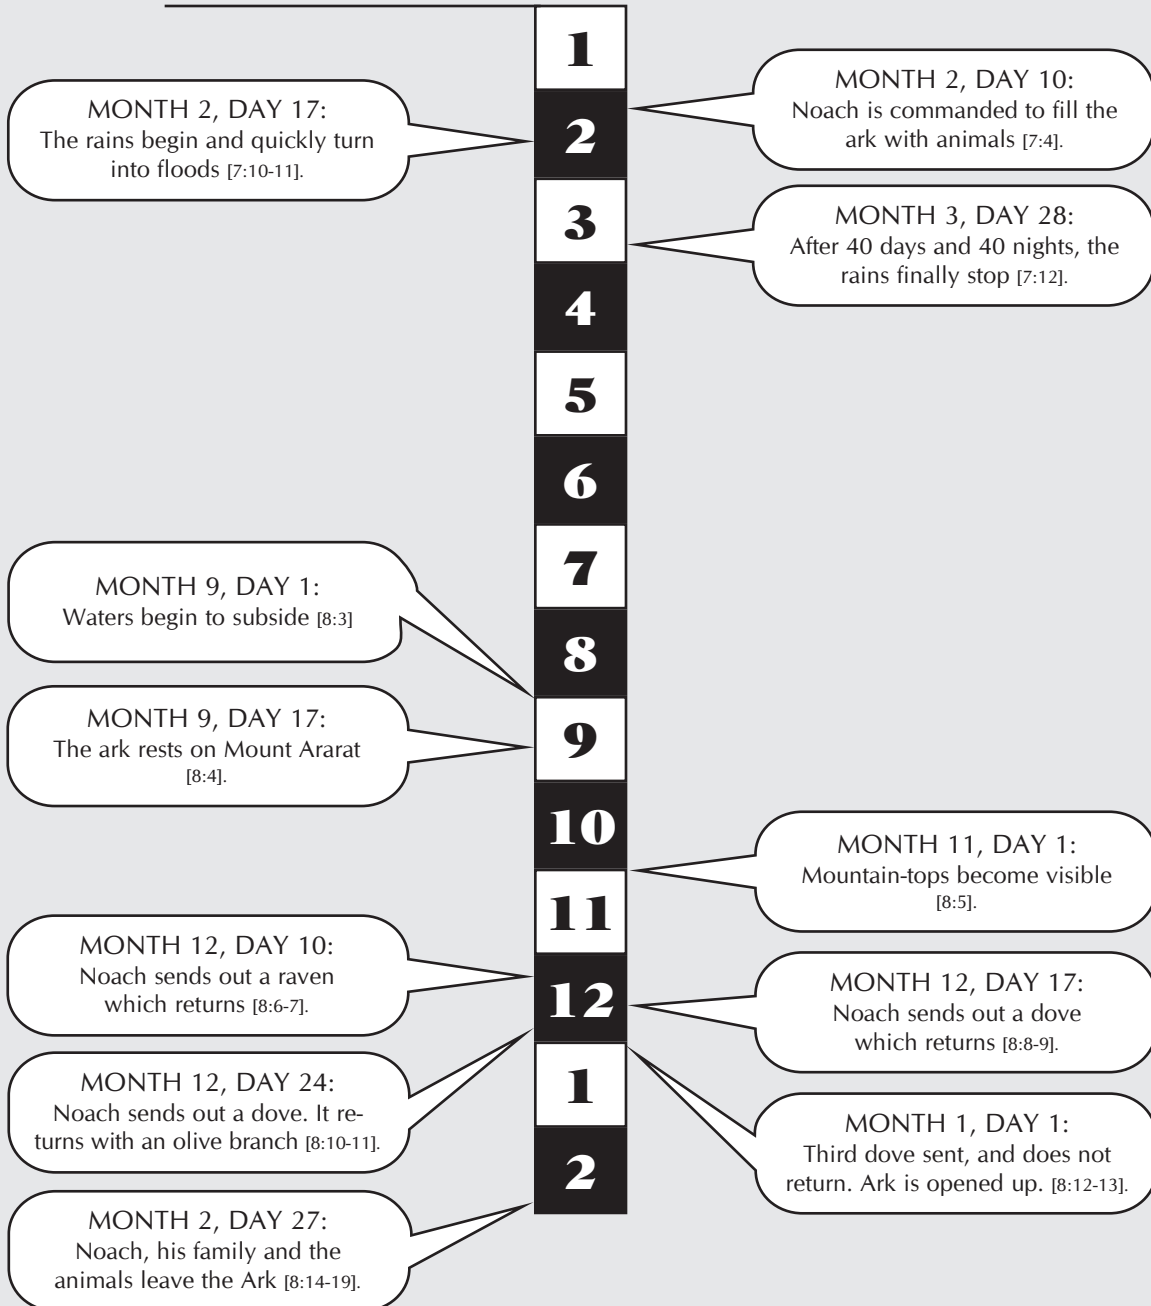 1
MONTH 2, DAY 10:
Noach is commanded to fill the
ark with animals [7:4].
MONTH 2, DAY 17:
The rains begin and quickly turn
into floods [7:10-11].
2
3
MONTH 3, DAY 28:
After 40 days and 40 nights, the
rains finally stop [7:12].
4
5
6
7
MONTH 9, DAY 1:
Waters begin to subside [8:3]
8
MONTH 9, DAY 17:
The ark rests on Mount Ararat
[8:4].
9
10
MONTH 11, DAY 1:
Mountain-tops become visible
[8:5].
11
MONTH 12, DAY 10:
Noach sends out a raven
which returns [8:6-7].
12
MONTH 12, DAY 17:
Noach sends out a dove
which returns [8:8-9].
MONTH 12, DAY 24:
Noach sends out a dove. It re-
turns with an olive branch [8:10-11].
1
MONTH 1, DAY 1:
Third dove sent, and does not
return. Ark is opened up. [8:12-13].
2
MONTH 2, DAY 27:
Noach, his family and the
animals leave the Ark [8:14-19].